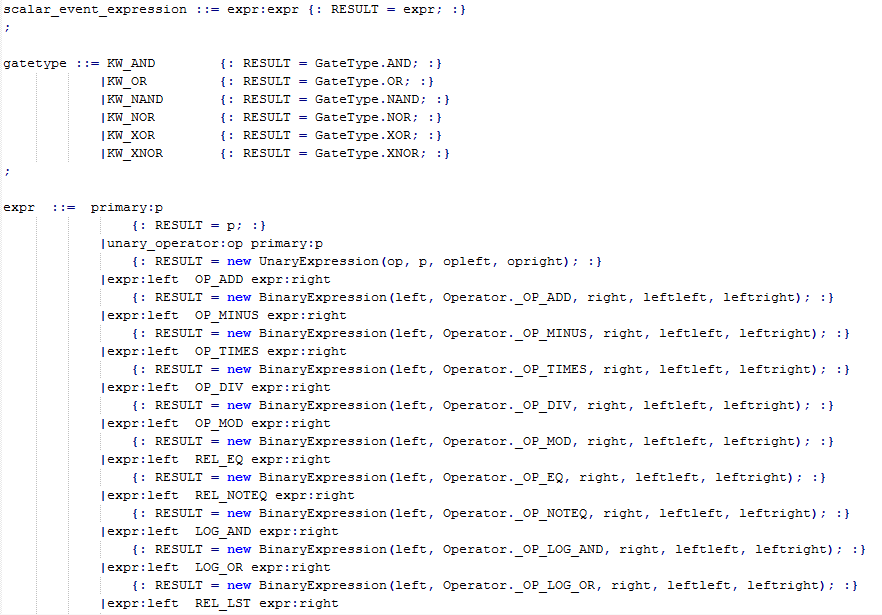 scalar_event_expression ::= expr:expr {: RESULT = expr; :}
;
gatetype ::= KW_AND {: RESULT = GateType.AND; :}
|KW_OR {: RESULT = GateType.OR; :}
|KW_NAND {: RESULT = GateType.NAND; :}
|KW_NOR {: RESULT = GateType.NOR; :}
|KW_XOR {: RESULT = GateType.XOR; :}
|KW_XNOR {: RESULT = GateType.XNOR; :}
;
expr ::= primary:p
{: RESULT = p; :}
|unary_operator:op primary:p
{: RESULT = new UnaryExpression(op, p, opleft, opright); :}
|expr:left OP_ADD expr:right
{: RESULT = new BinaryExpression(left, Operator._OP_ADD, right, leftleft, leftright); :}
|expr:left OP_MINUS expr:right
{: RESULT = new BinaryExpression(left, Operator._OP_MINUS, right, leftleft, leftright); :}
|expr:left OP_TIMES expr:right
{: RESULT = new BinaryExpression(left, Operator._OP_TIMES, right, leftleft, leftright); :}
|expr:left OP_DIV expr:right
{: RESULT = new BinaryExpression(left, Operator._OP_DIV, right, leftleft, leftright); :}
|expr:left OP_MOD expr:right
{: RESULT = new BinaryExpression(left, Operator._OP_MOD, right, leftleft, leftright); :}
|expr:left REL_EQ expr:right
{: RESULT = new BinaryExpression(left, Operator._OP_EQ, right, leftleft, leftright); :}
|expr:left REL_NOTEQ expr:right
{: RESULT = new BinaryExpression(left, Operator._OP_NOTEQ, right, leftleft, leftright); :}
|expr:left LOG_AND expr:right
{: RESULT = new BinaryExpression(left, Operator._OP_LOG_AND, right, leftleft, leftright); :}
|expr:left LOG_OR expr:right
{: RESULT = new BinaryExpression(left, Operator._OP_LOG_OR, right, leftleft, leftright); :}
|expr:left REL_LST expr:right